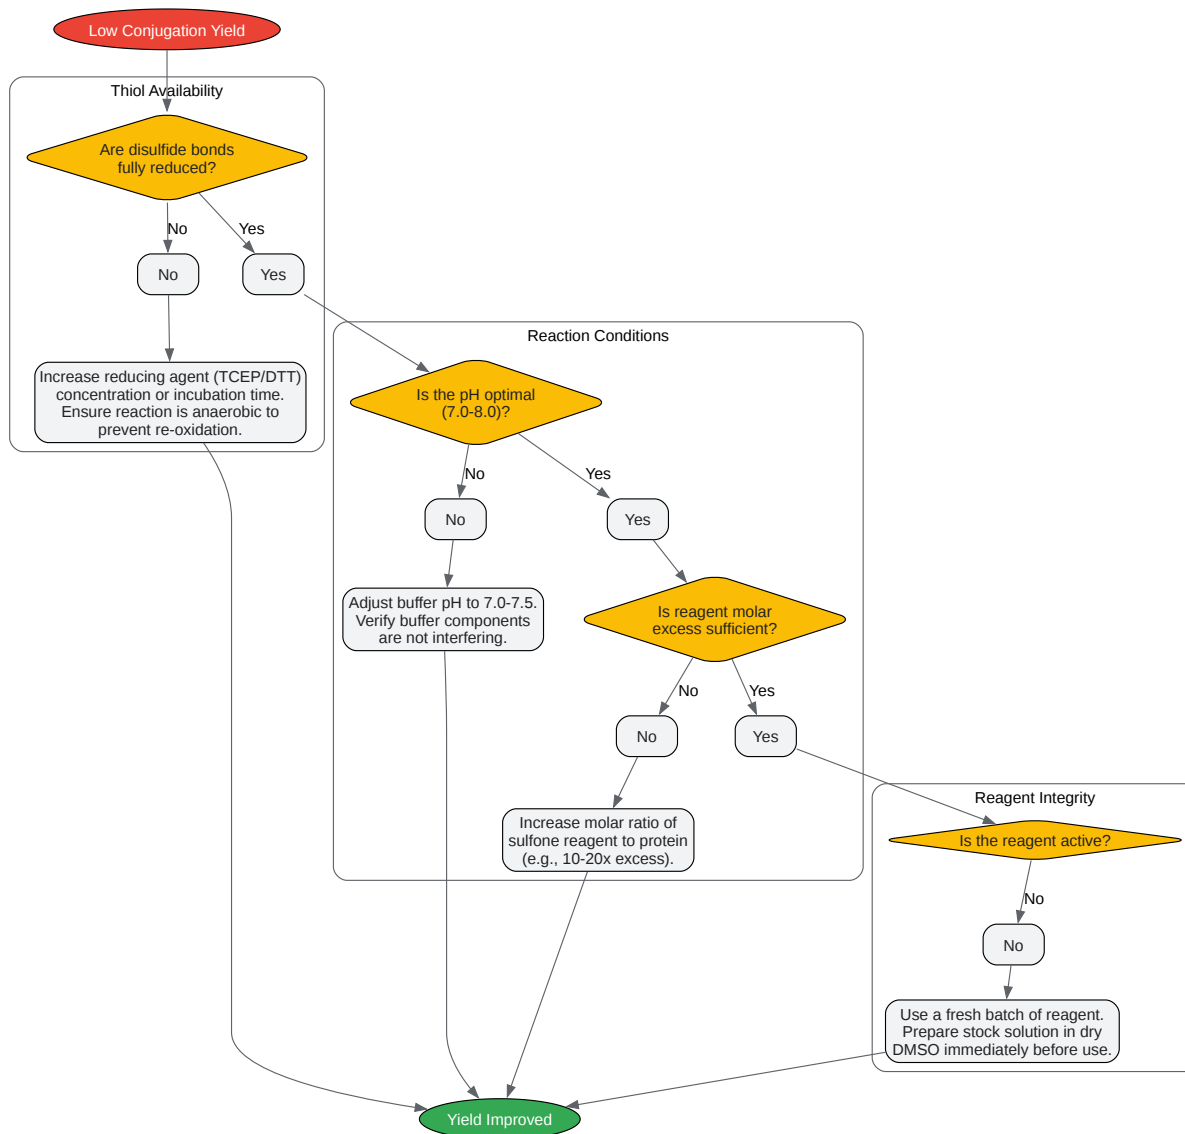 Low Conjugation Yield
Thiol Availability
Are disulfide bonds
fully reduced?
No
Yes
No
Yes
Increase reducing agent (TCEP/DTT)
concentration or incubation time.
Ensure reaction is anaerobic to
prevent re-oxidation.
Reaction Conditions
Is the pH optimal
(7.0-8.0)?
No
Yes
No
Yes
Adjust buffer pH to 7.0-7.5.
Verify buffer components
are not interfering.
Is reagent molar
excess sufficient?
No
Yes
No
Yes
Increase molar ratio of
sulfone reagent to protein
(e.g., 10-20x excess).
Reagent Integrity
Is the reagent active?
No
No
Use a fresh batch of reagent.
Prepare stock solution in dry
DMSO immediately before use.
Yield Improved